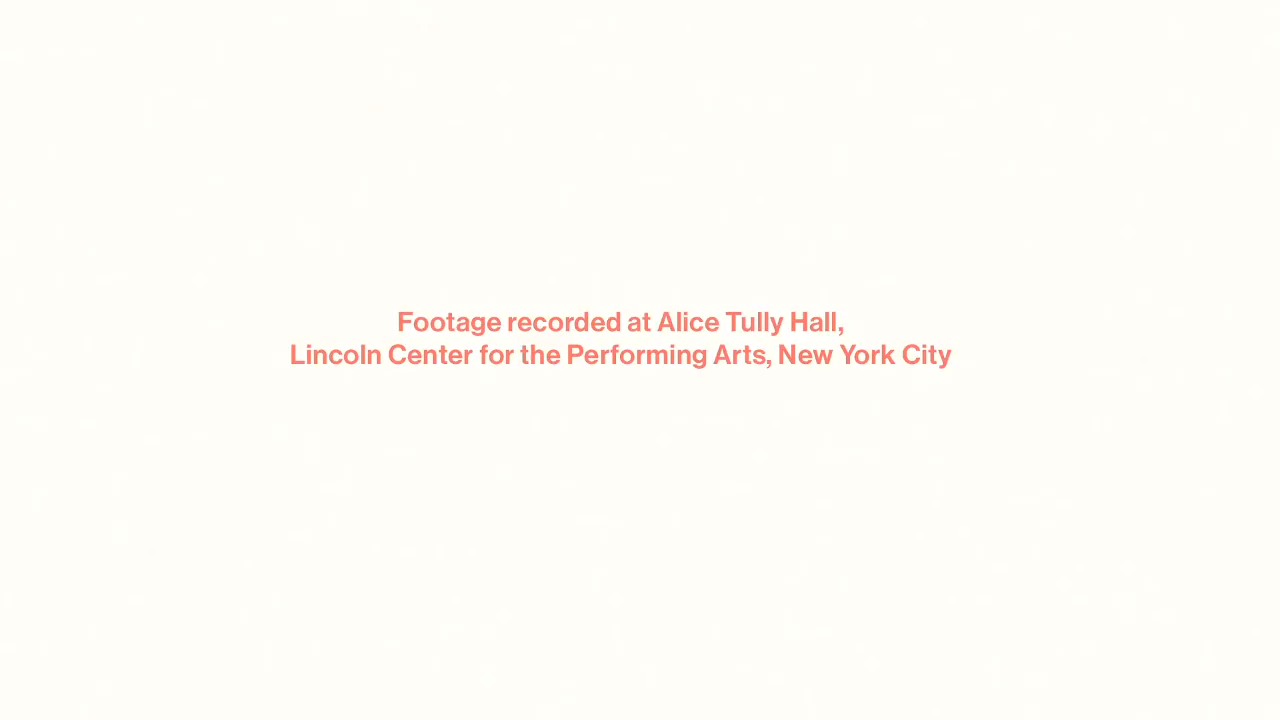 Footage recorded at Alice Tully Hall,
Lincoln Center for the Performing Arts, New York City